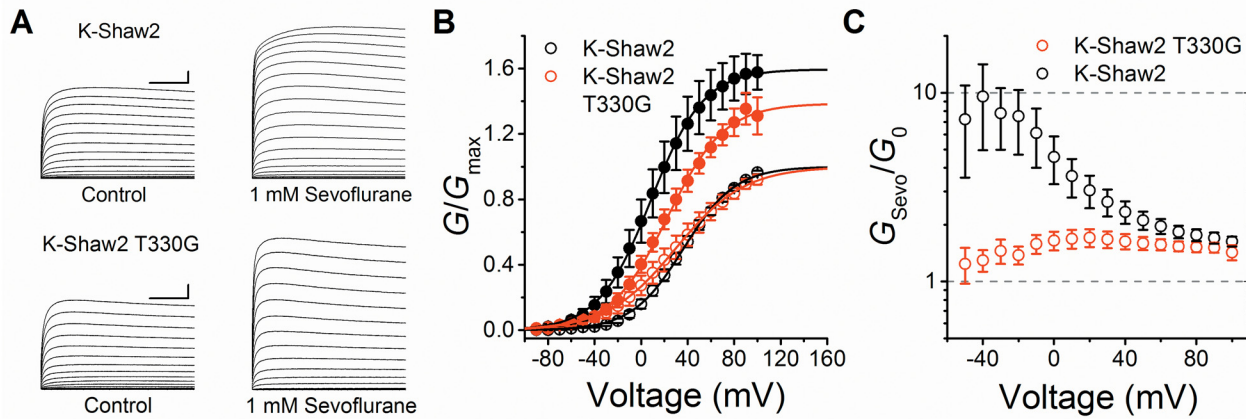 A
K-Shaw2
Control
1 mM Sevoflurane
K-Shaw2 T330G
Control
1 mM Sevoflurane
B
K-Shaw2
K-Shaw2
T330G
G/Gmax
1.6
1.2
0.8
0.4
0.0
-80 -40 0 40 80 120 160
Voltage (mV)
C
K-Shaw2 T330G
K-Shaw2
GSevo/G0
10
1
-40 0 40 80
Voltage (mV)